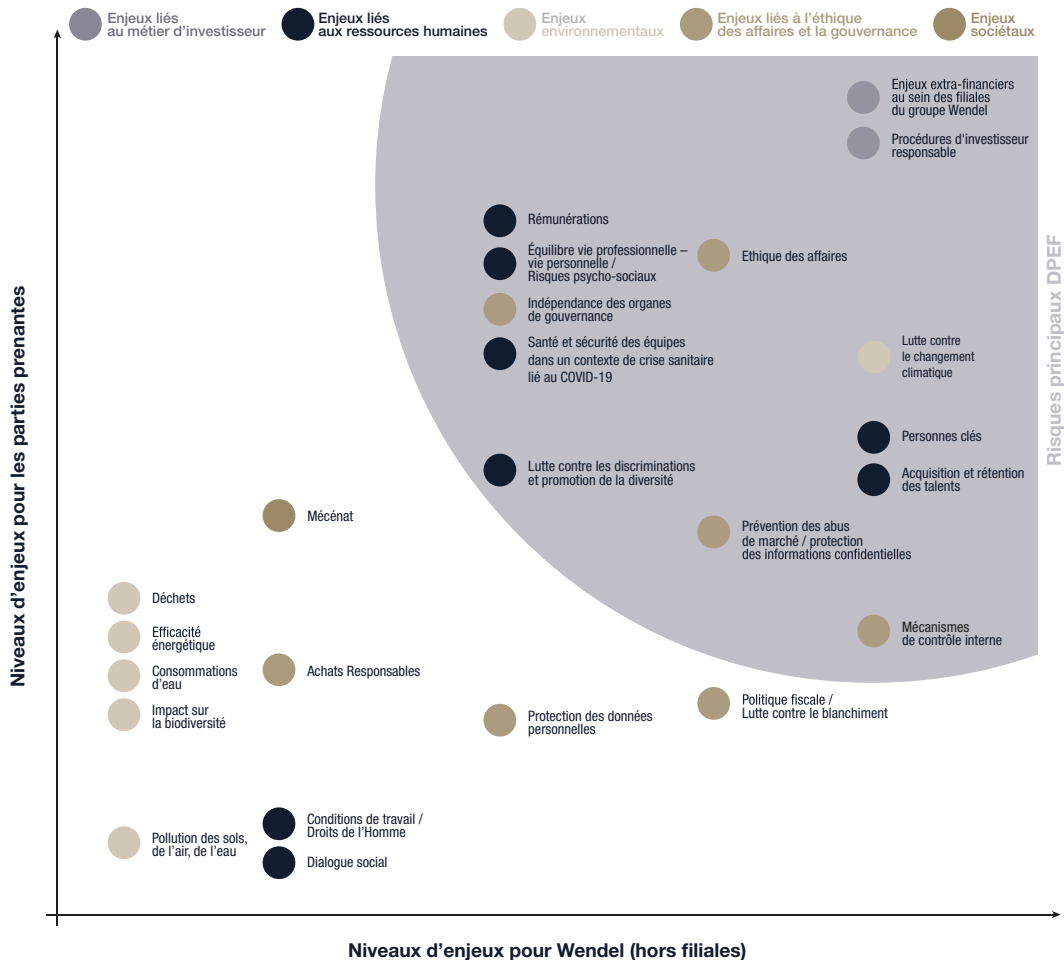 Enjeux liés
au métier d'investisseur
Enjeux liés
aux ressources humaines
Enjeux
environnementaux
Enjeux liés à l'éthique
des affaires et la gouvernance
Enjeux
sociétaux
Niveaux d'enjeux pour les parties prenantes
Risques principaux DPEF
Enjeux extra-financiers
au sein des filiales
du groupe Wendel
Procédures d'investisseur
responsable
Rémunérations
Équilibre vie professionnelle –
vie personnelle /
Risques psycho-sociaux
Ethique des affaires
Indépendance des organes
de gouvernance
Santé et sécurité des équipes
dans un contexte de crise sanitaire
lié au COVID-19
Lutte contre
le changement
climatique
Personnes clés
Lutte contre les discriminations
et promotion de la diversité
Acquisition et rétention
des talents
Mécénat
Prévention des abus
de marché / protection
des informations confidentielles
Déchets
Efficacité
énergétique
Mécanismes
de contrôle interne
Consommations
d'eau
Achats Responsables
Impact sur
la biodiversité
Protection des données
personnelles
Politique fiscale /
Lutte contre le blanchiment
Conditions de travail /
Droits de l'Homme
Pollution des sols,
de l'air, de l'eau
Dialogue social
Niveaux d'enjeux pour Wendel (hors filiales)